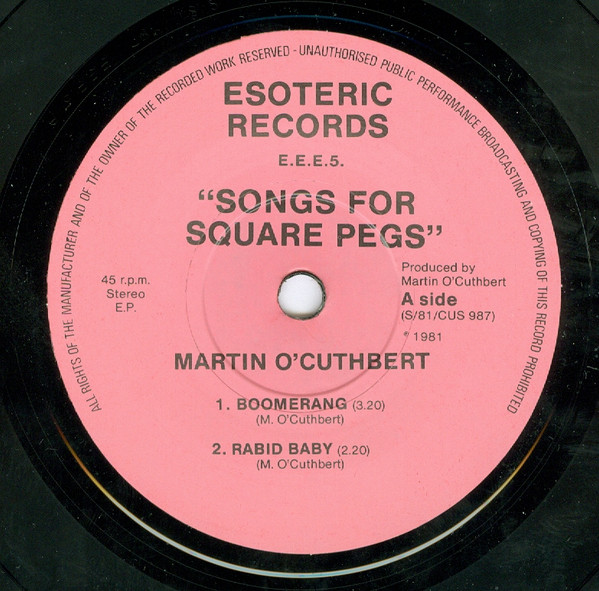 ALL RIGHTS OF THE MANUFACTURER AND OF THE OWNER OF THE RECORDED WORK RESERVED - UNAUTHORISED PUBLIC PERFORMANCE BROADCASTING AND COPYING OF THIS RECORD PROHIBITED
ESOTERIC
RECORDS
E.E.E.5.
"SONGS FOR
SQUARE PEGS"
45 r.p.m.
Stereo
E.P.
Produced by
Martin O'Cuthbert
A side
(S/81/CUS 987)
℗ 1981
MARTIN O'CUTHBERT
1. BOOMERANG (3.20)
(M. O'Cuthbert)
2. RABID BABY (2.20)
(M. O'Cuthbert)